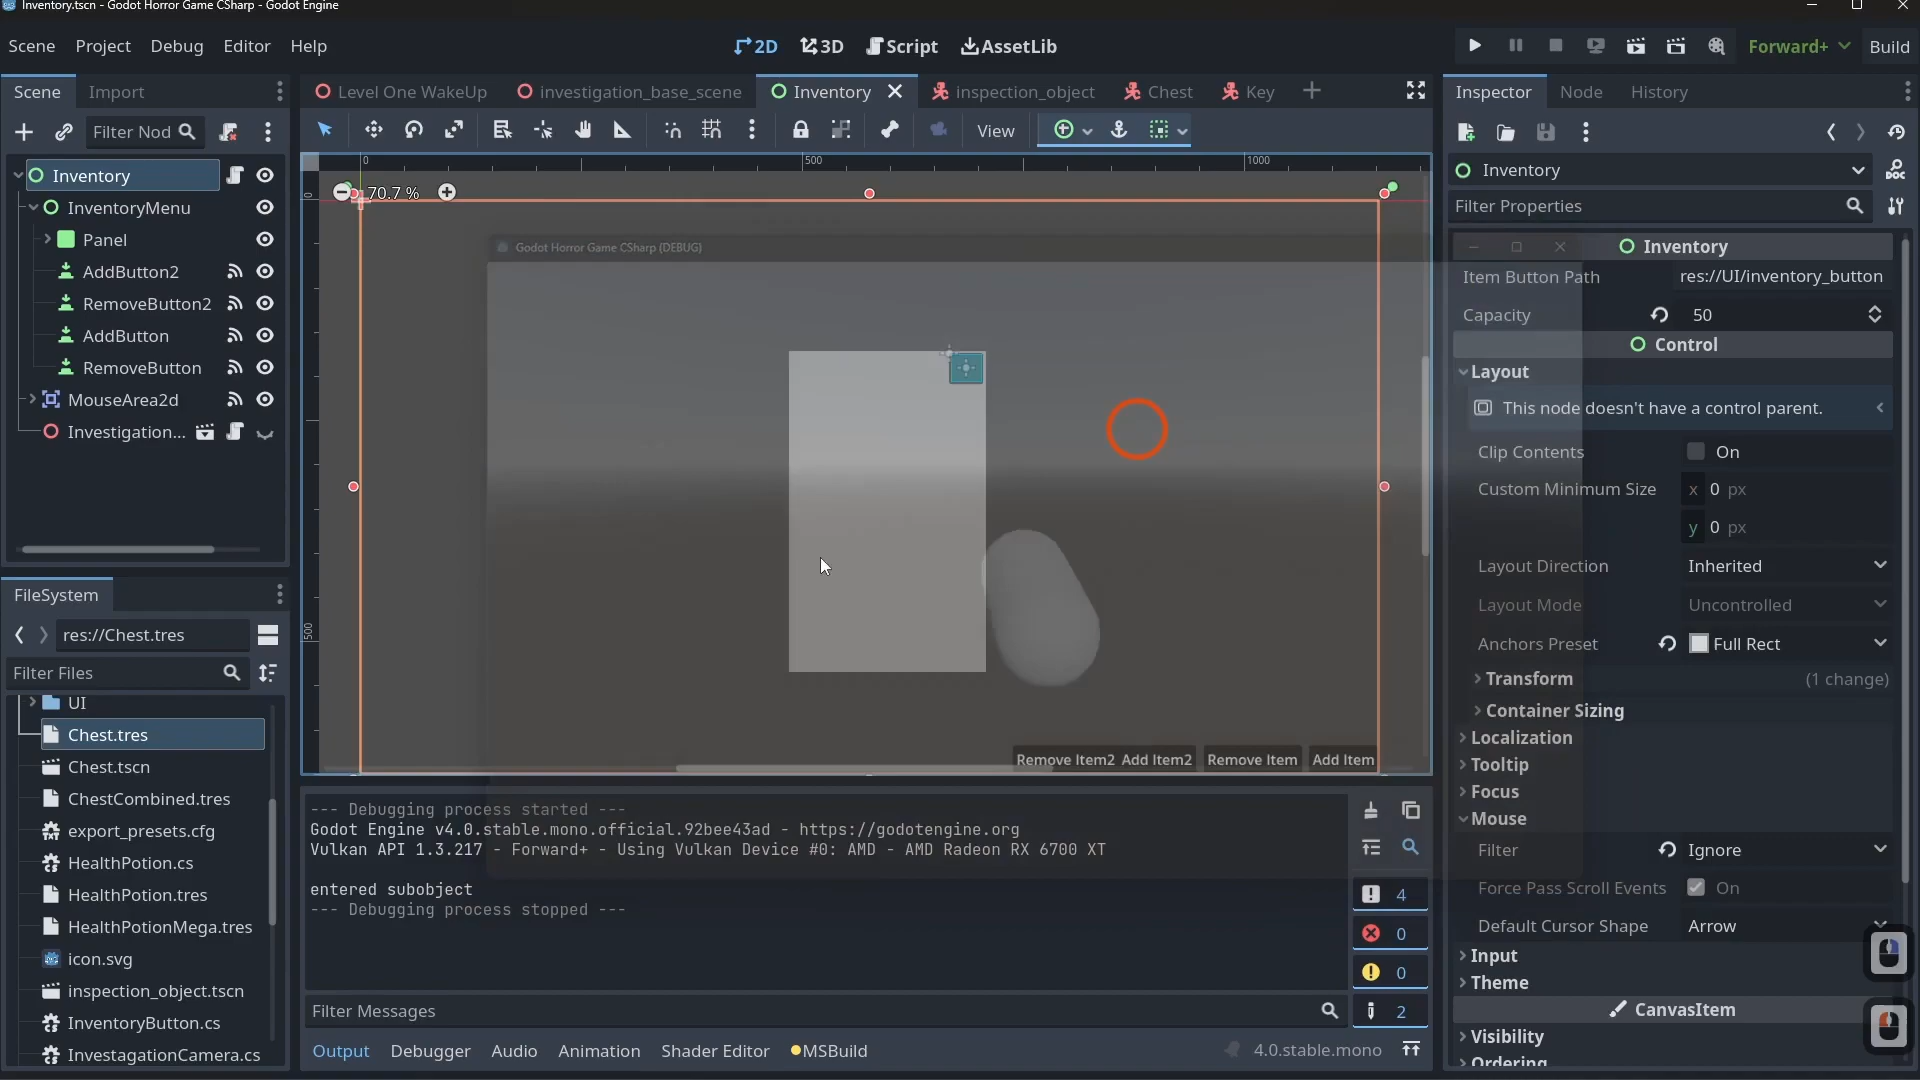 Inventory.tscn - Godot Horror Game CSharp - Godot Engine
Scene Project Debug Editor Help
2D 3D Script AssetLib
Forward+ Build
Scene Import
Level One WakeUp investigation_base_scene Inventory inspection_object Chest Key
Inspector Node History
Filter Nod
View
0 500 1000
Inventory
Inventory
70.7 %
InventoryMenu
Filter Properties
Panel
Godot Horror Game CSharp (DEBUG)
Inventory
AddButton2
Item Button Path res://UI/inventory_button
RemoveButton2
Capacity 50
AddButton
Control
RemoveButton
Layout
MouseArea2d
This node doesn't have a control parent.
Investigation...
Clip Contents On
Custom Minimum Size x 0 px
y 0 px
Layout Direction Inherited
FileSystem
Layout Mode Uncontrolled
res://Chest.tres
500
Anchors Preset Full Rect
Filter Files
Transform (1 change)
UI
Container Sizing
Chest.tres
Localization
Chest.tscn
Remove Item2 Add Item2 Remove Item Add Item
Tooltip
ChestCombined.tres
Focus
--- Debugging process started ---
Mouse
export_presets.cfg
Godot Engine v4.0.stable.mono.official.92bee43ad - https://godotengine.org
Vulkan API 1.3.217 - Forward+ - Using Vulkan Device #0: AMD - AMD Radeon RX 6700 XT
Filter Ignore
HealthPotion.cs
entered subobject
4
Force Pass Scroll Events On
HealthPotion.tres
--- Debugging process stopped ---
HealthPotionMega.tres
0
Default Cursor Shape Arrow
icon.svg
0
Input
inspection_object.tscn
Theme
Filter Messages
2
CanvasItem
InventoryButton.cs
Visibility
InvestagationCamera.cs
Output Debugger Audio Animation Shader Editor MSBuild
4.0.stable.mono
Ordering